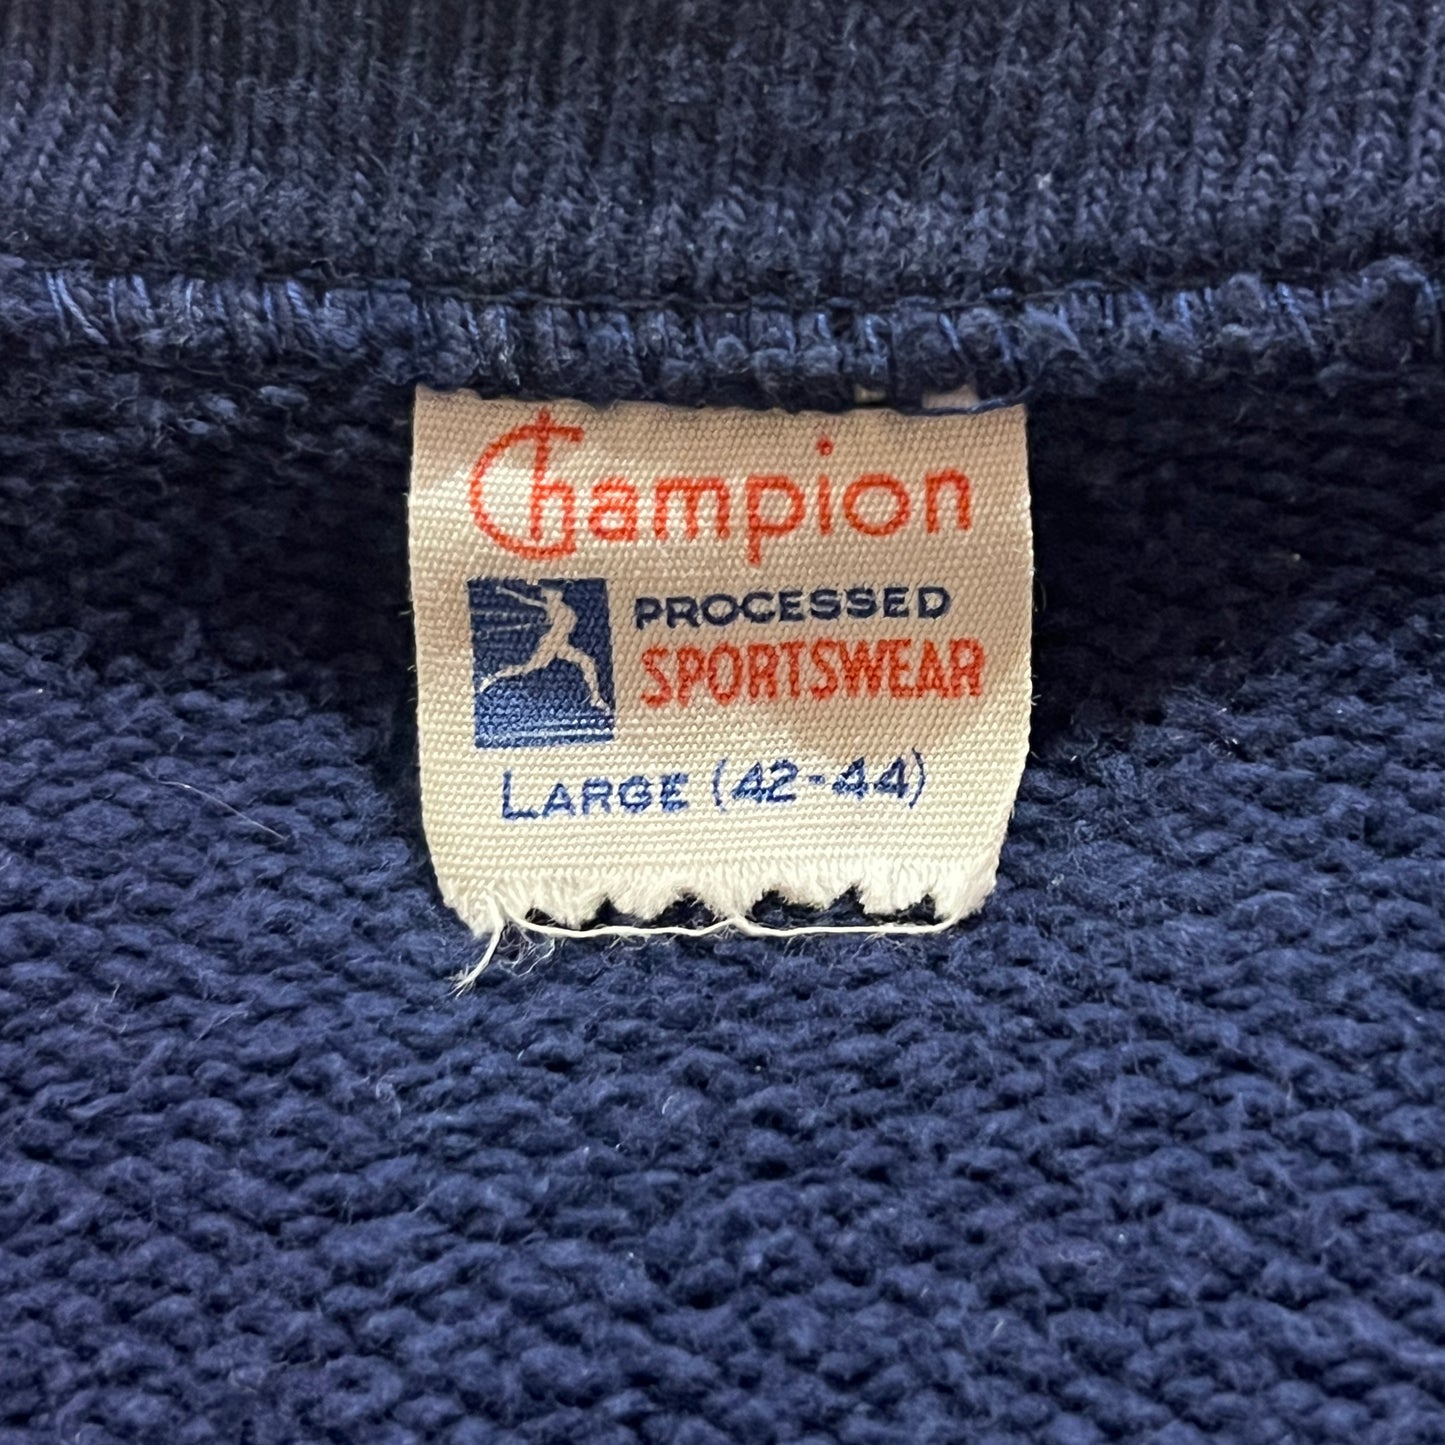 Champion
PROCESSED
SPORTSWEAR
LARGE (42-44)